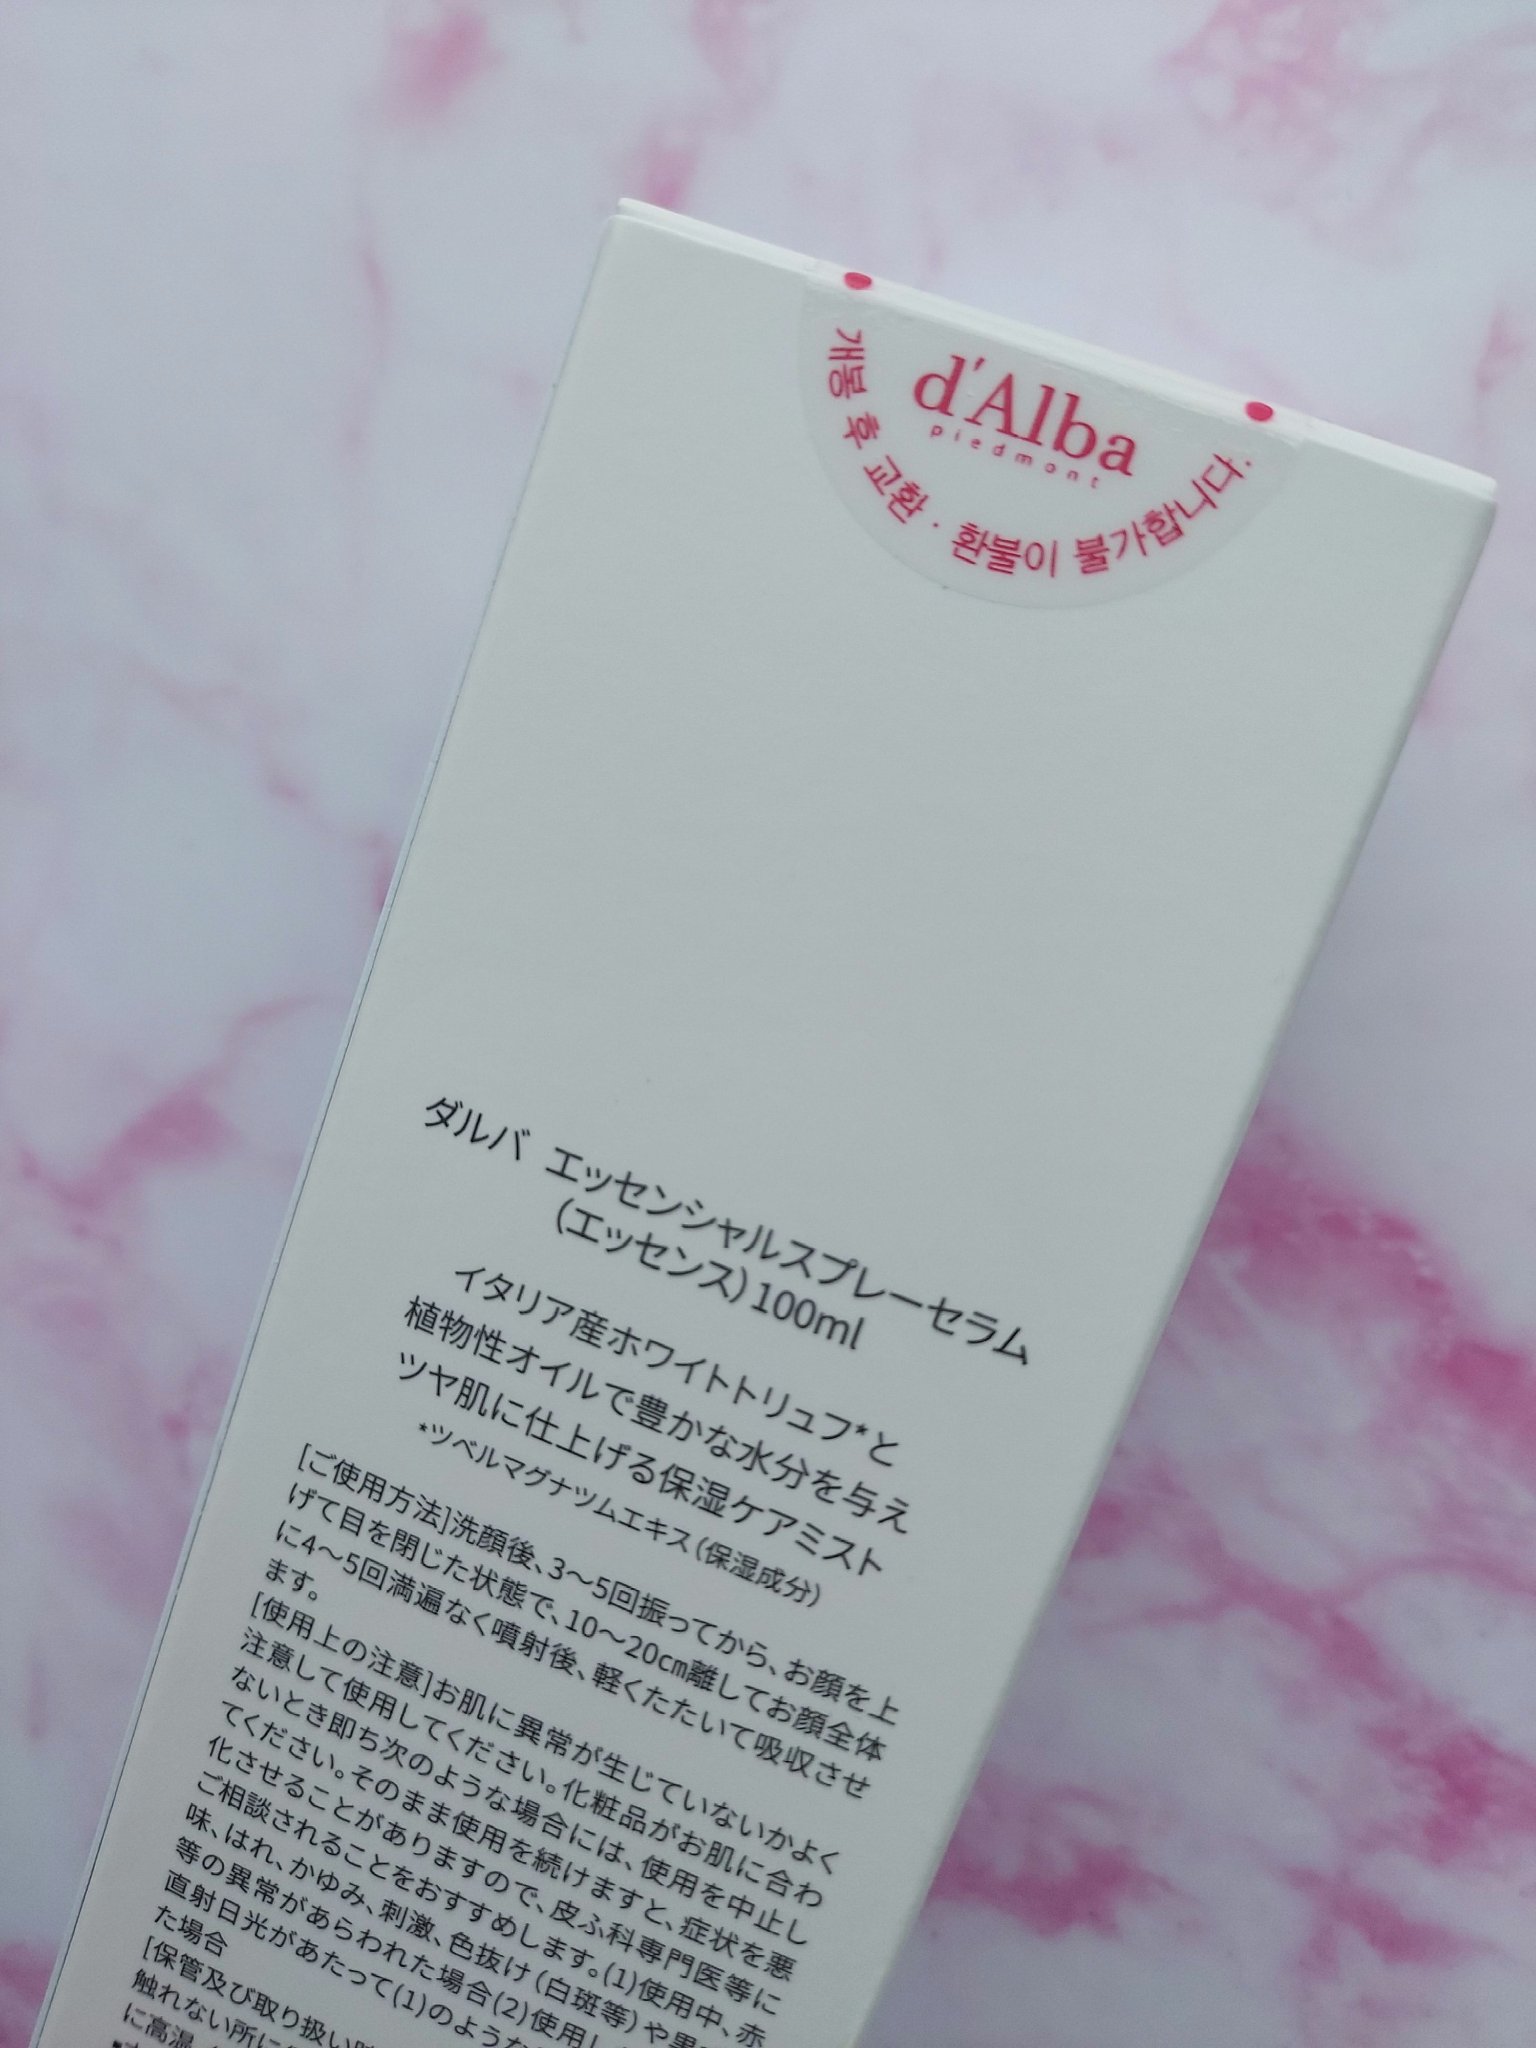 d'Alba
piedmont
개봉 후 교환·환불이 불가합니다.
ダルバ エッセンシャルスプレーセラム
(エッセンス)100ml
イタリア産ホワイトトリュフ*と
植物性オイルで豊かな水分を与え
ツヤ肌に仕上げる保湿ケアミスト
*ツベルマグナツムエキス(保湿成分)
[ご使用方法]洗顔後、3〜5回振ってから、お顔を上
げて目を閉じた状態で、10〜20㎝離してお顔全体
に4〜5回満遍なく噴射後、軽くたたいて吸収させ
ます。
[使用上の注意]お肌に異常が生じていないかよく
注意して使用してください。化粧品がお肌に合わ
ないとき即ち次のような場合には、使用を中止し
てください。そのまま使用を続けますと、症状を悪
化させることがありますので、皮ふ科専門医等に
ご相談されることをおすすめします。(1)使用中、赤
味、はれ、かゆみ、刺激、色抜け(白斑等)や黒
等の異常があらわれた場合(2)使用し
直射日光があたって(1)のような
た場合
[保管及び取り扱い
触れない所に
に高湿